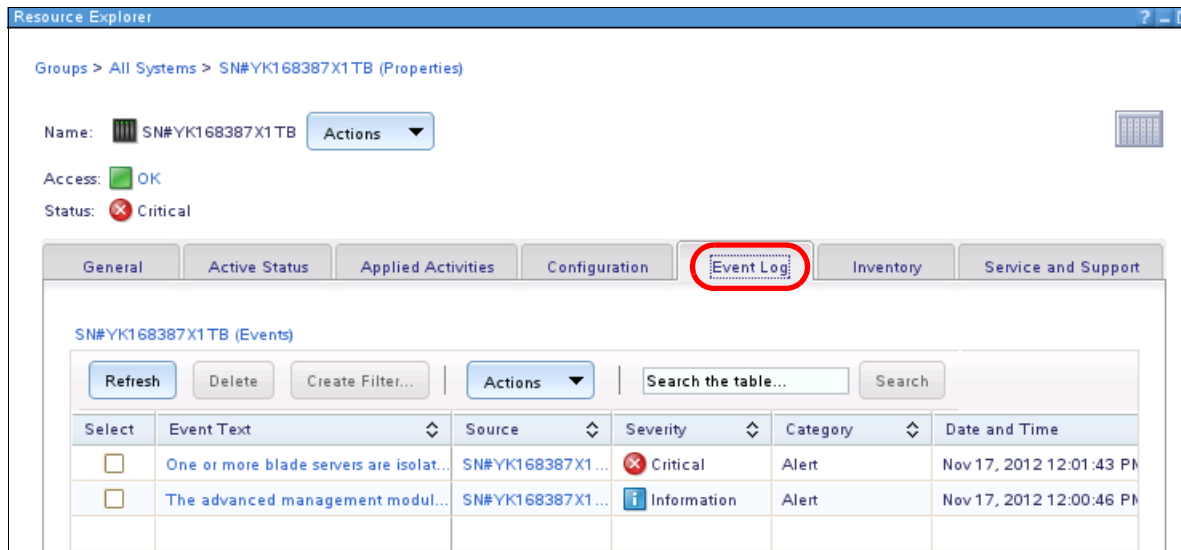 Resource Explorer
Groups > All Systems > SN#YK168387X1TB (Properties)
Name: SN#YK168387X1TB Actions
Access: OK
Status: Critical
General Active Status Applied Activities Configuration Event Log Inventory Service and Support
SN#YK168387X1TB (Events)
Refresh Delete Create Filter... Actions Search the table... Search
Select Event Text Source Severity Category Date and Time
One or more blade servers are isolat... SN#YK168387X1... Critical Alert Nov 17, 2012 12:01:43 PM
The advanced management modul... SN#YK168387X1... Information Alert Nov 17, 2012 12:00:46 PM